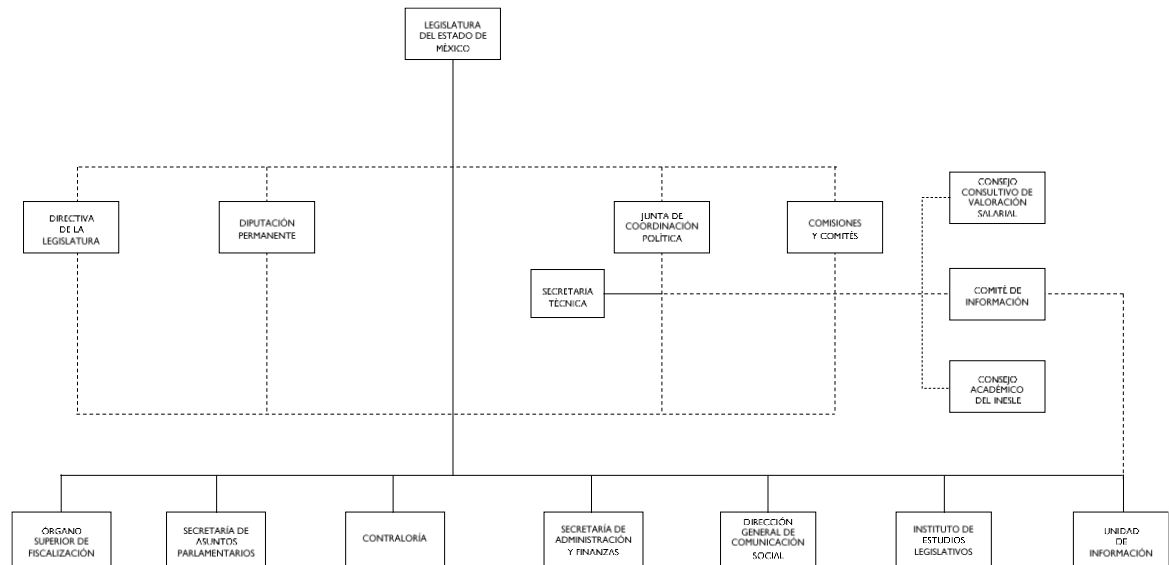 LEGISLATURA
DEL ESTADO DE
MÉXICO
DIRECTIVA
DE LA
LEGISLATURA
DIPUTACIÓN
PERMANENTE
JUNTA DE
COORDINACIÓN
POLÍTICA
COMISIONES
Y COMITÉS
CONSEJO
CONSULTIVO DE
VALORACIÓN
SALARIAL
SECRETARIA
TÉCNICA
COMITÉ DE
INFORMACIÓN
CONSEJO
ACADÉMICO
DEL INESLE
ÓRGANO
SUPERIOR DE
FISCALIZACIÓN
SECRETARÍA DE
ASUNTOS
PARLAMENTARIOS
CONTRALORÍA
SECRETARÍA DE
ADMINISTRACIÓN
Y FINANZAS
DIRECCIÓN
GENERAL DE
COMUNICACIÓN
SOCIAL
INSTITUTO DE
ESTUDIOS
LEGISLATIVOS
UNIDAD
DE
INFORMACIÓN